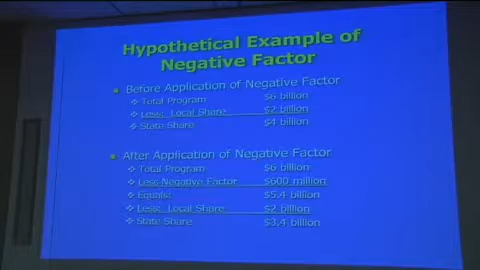 Hypothetical Example of
Negative Factor
Before Application of Negative Factor
Total Program $6 billion
Less: Local Share $2 billion
State Share $4 billion
After Application of Negative Factor
Total Program $6 billion
Less Negative Factor $600 million
Equals: $5.4 billion
Less: Local Share $2 billion
State Share $3.4 billion